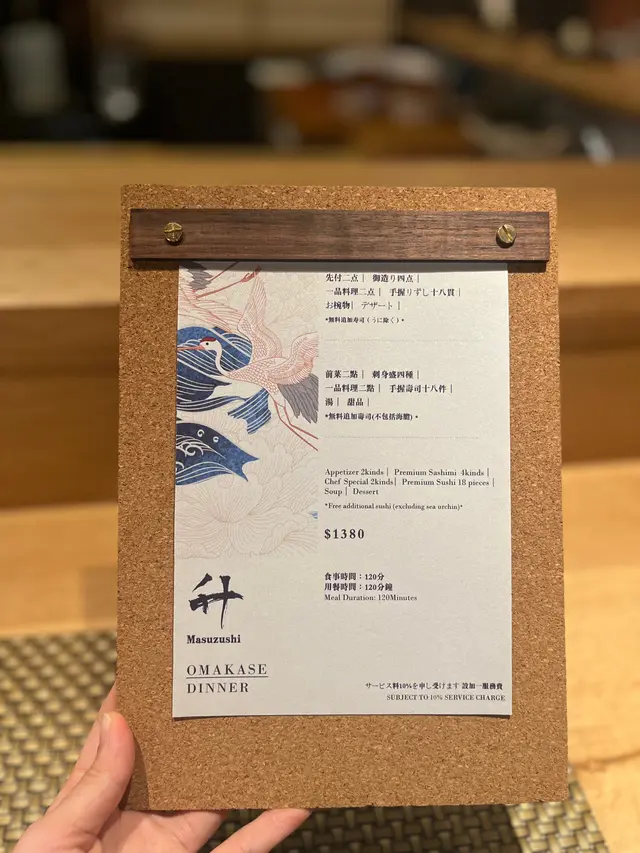 先付二点｜ 御造り四点｜
一品料理二点｜ 手握りずし十八貫｜
お椀物｜ デザート｜
*無料追加寿司 (うに除く) *
前菜二點｜ 刺身盛四種｜
一品料理二點｜ 手握壽司十八件｜
湯｜ 甜品｜
*無料追加壽司(不包括海膽) *
Appetizer 2kinds｜ Premium Sashimi 4kinds｜
Chef Special 2kinds｜ Premium Sushi 18 pieces｜
Soup｜ Dessert
*Free additional sushi (excluding sea urchin)*
$1380
食事時間：120分
用餐時間：120分鐘
Meal Duration: 120Minutes
升
Masuzushi
OMAKASE
DINNER
サービス料10%を申し受けます 設加一服務費
SUBJECT TO 10% SERVICE CHARGE